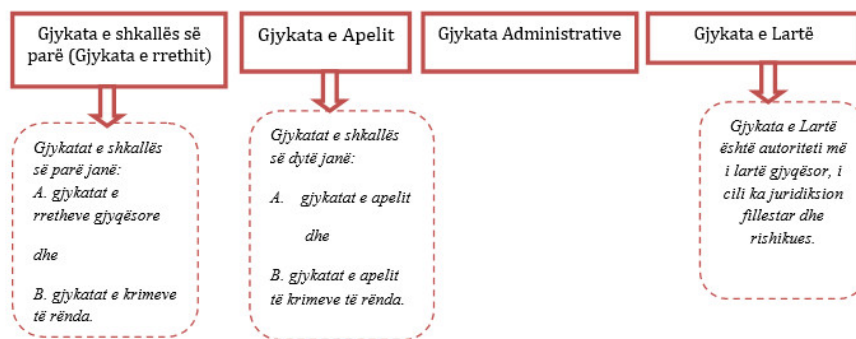 Gjykata e shkallës së
parë (Gjykata e rrethit)
Gjykata e Apelit
Gjykata Administrative
Gjykata e Lartë
Gjykatat e shkallës
së parë janë:
A. gjykatat e
rretheve gjyqësore
dhe
B. gjykatat e krimeve
të rënda.
Gjykatat e shkallës
së dytë janë:
A. gjykatat e apelit
dhe
B. gjykatat e apelit
të krimeve të rënda.
Gjykata e Lartë
është autoriteti më
i lartë gjyqësor, i
cili ka juridiksion
fillestar dhe
rishikues.